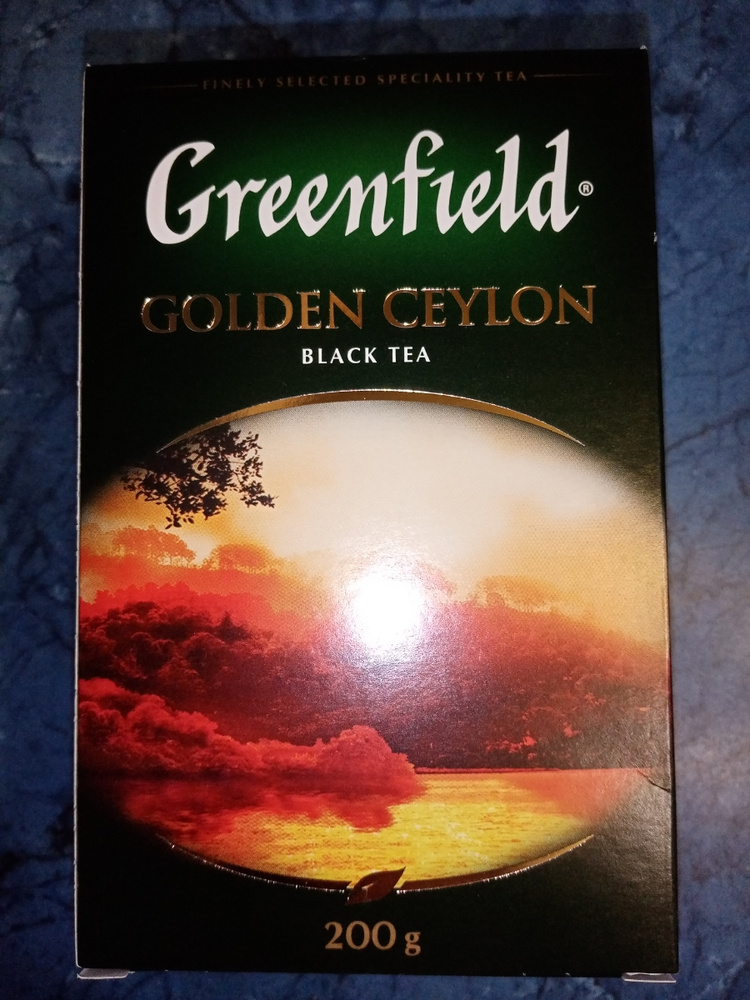 FINELY SELECTED SPECIALITY TEA
Greenfield®
GOLDEN CEYLON
BLACK TEA
200 g